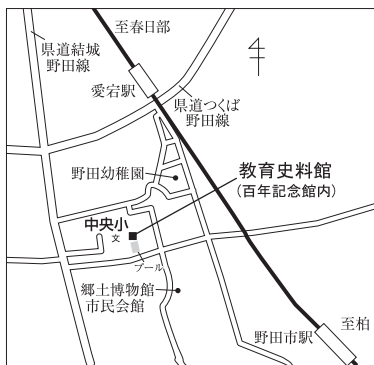 至春日部
県道結城
野田線
愛宕駅
県道つくば
野田線
野田幼稚園
教育史料館
(百年記念館内)
中央小
文
プール
郷土博物館
市民会館
野田市駅
至柏